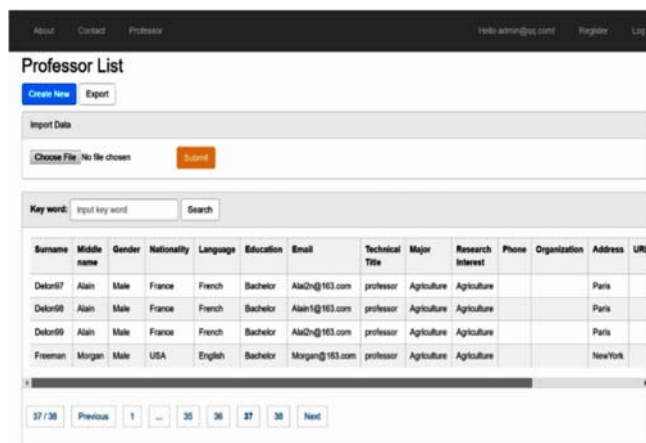 About Contact Professor Hello admin@qq.com! Register Log
Professor List
Create New Export
Import Data
Choose File No file chosen Submit
Key word: Input key word Search
Surname Middle name Gender Nationality Language Education Email Technical Title Major Research Interest Phone Organization Address URL
Delon97 Alain Male France French Bachelor Alai2n@163.com professor Agriculture Agriculture Paris
Delon98 Alain Male France French Bachelor Alain1@163.com professor Agriculture Agriculture Paris
Delon99 Alain Male France French Bachelor Alai2n@163.com professor Agriculture Agriculture Paris
Freeman Morgan Male USA English Bachelor Morgan@163.com professor Agriculture Agriculture NewYork
37 / 38 Previous 1 ... 35 36 37 38 Next